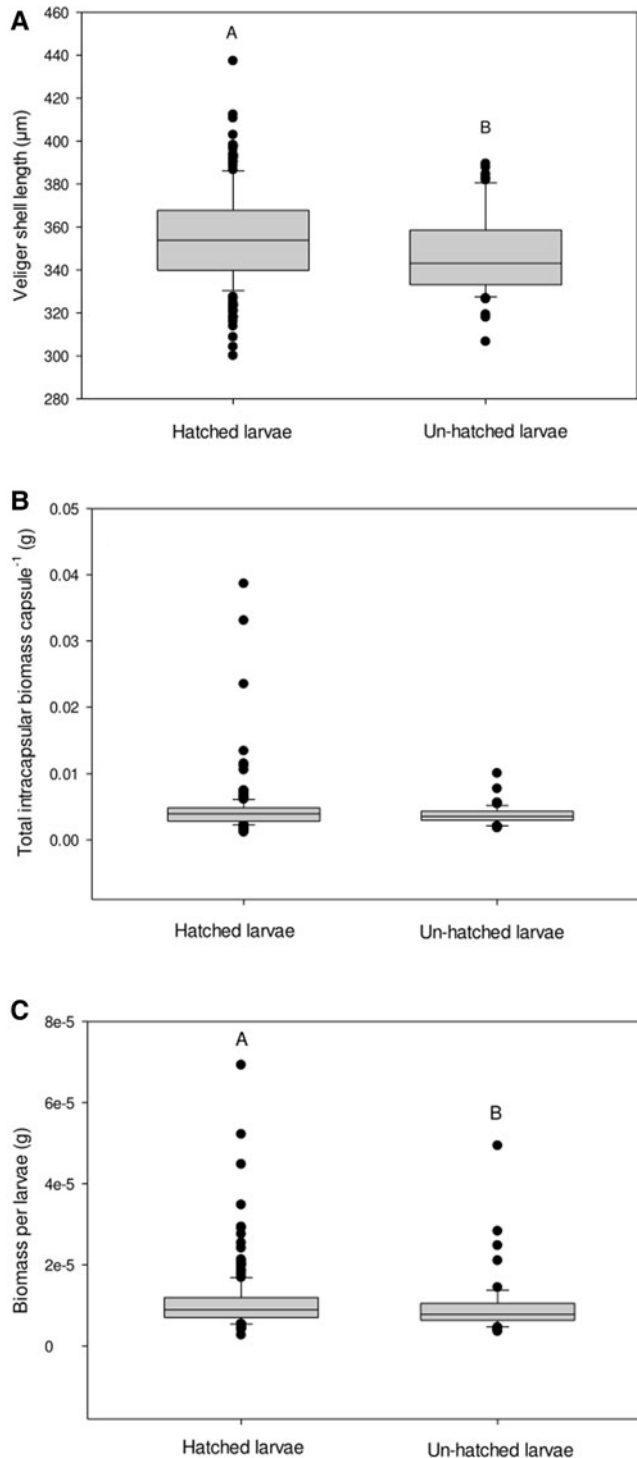 A
Veliger shell length (µm)
460
440
420
400
380
360
340
320
300
280
A
B
Hatched larvae
Un-hatched larvae
B
Total intracapsular biomass capsule⁻¹ (g)
0.05
0.04
0.03
0.02
0.01
0.00
Hatched larvae
Un-hatched larvae
C
Biomass per larvae (g)
8e-5
6e-5
4e-5
2e-5
0
A
B
Hatched larvae
Un-hatched larvae